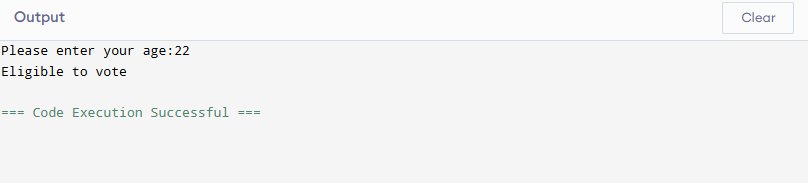 Output
Clear
Please enter your age:22
Eligible to vote
=== Code Execution Successful ===